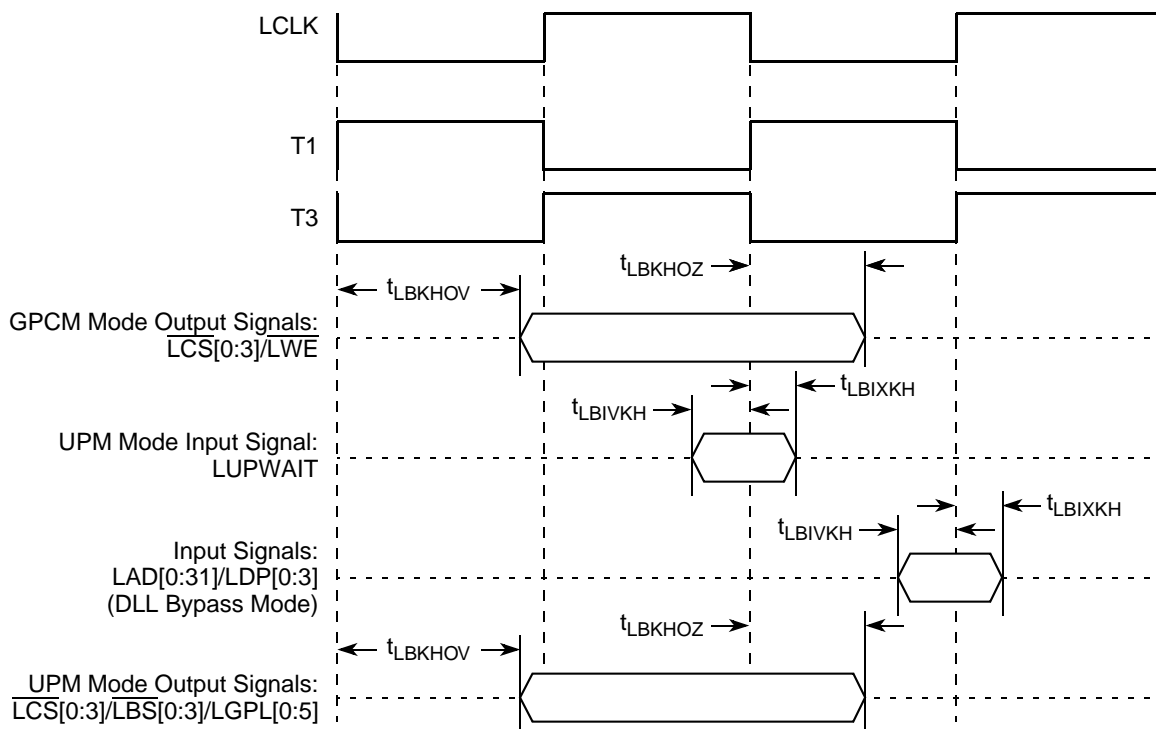 LCLK
T1
T3
tLBKHOZ
tLBKHOV
GPCM Mode Output Signals:
LCS[0:3]/LWE
tLBIXKH
tLBIVKH
UPM Mode Input Signal:
LUPWAIT
tLBIXKH
tLBIVKH
Input Signals:
LAD[0:31]/LDP[0:3]
(DLL Bypass Mode)
tLBKHOZ
tLBKHOV
UPM Mode Output Signals:
LCS[0:3]/LBS[0:3]/LGPL[0:5]